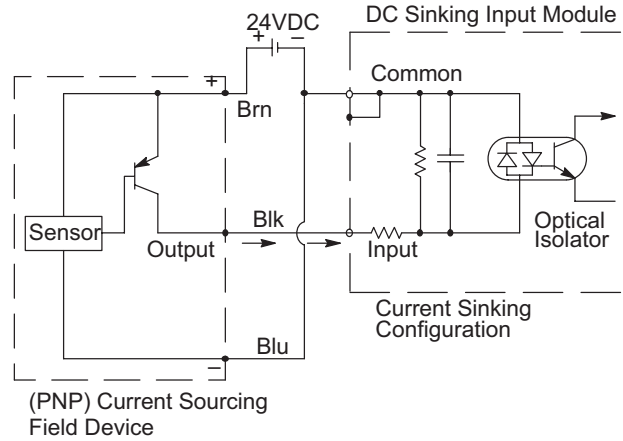 DC Sinking Input Module
24VDC
+ −
Common
+
Brn
Sensor
Output
Blk
Input
Optical
Isolator
Current Sinking
Configuration
Blu
−
(PNP) Current Sourcing
Field Device